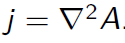 j = ∇²A.